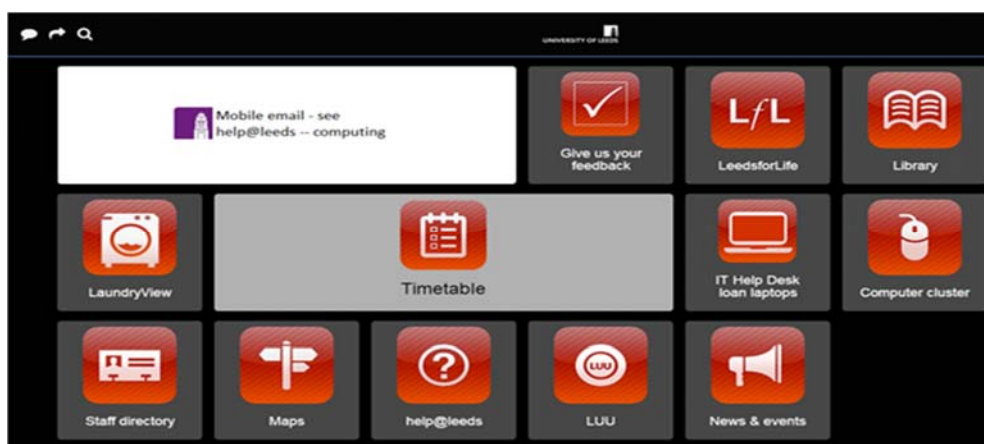 UNIVERSITY OF LEEDS
Mobile email - see
help@leeds -- computing
Give us your
feedback
LfL
LeedsforLife
Library
LaundryView
Timetable
IT Help Desk
loan laptops
Computer cluster
Staff directory
Maps
?
help@leeds
LUU
LUU
News & events